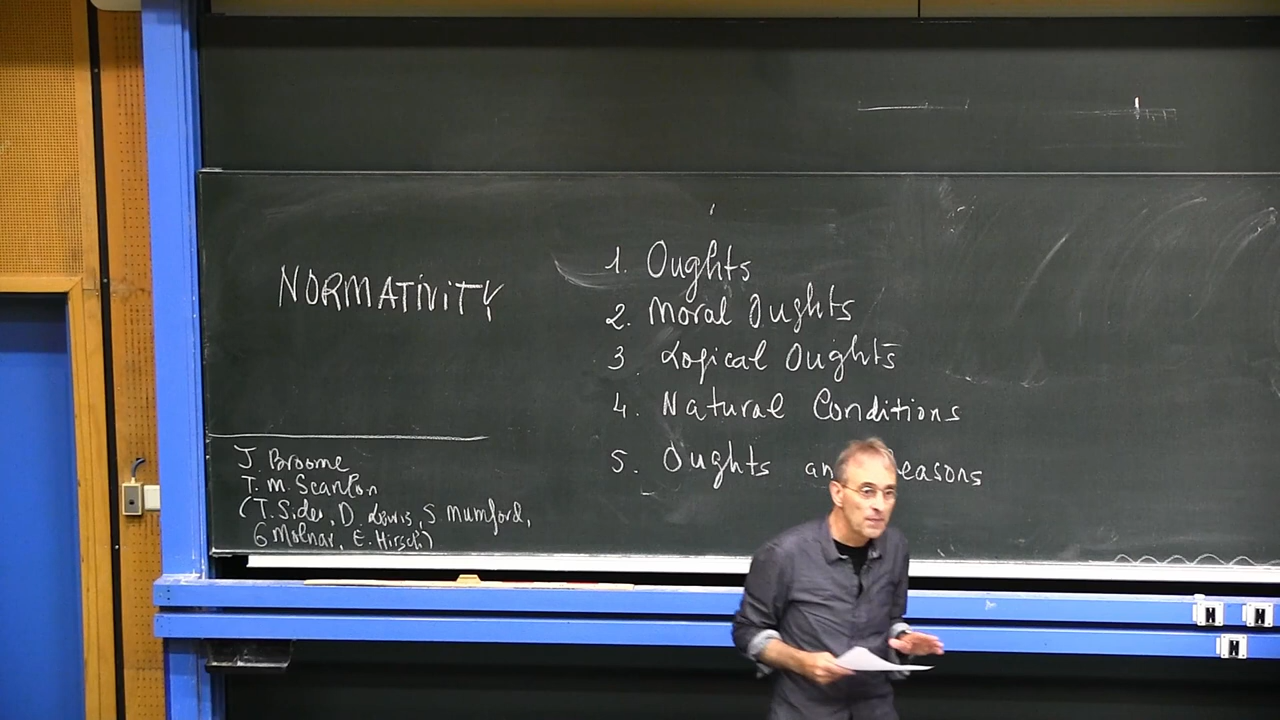 NORMATIVITY
1. Oughts
2. Moral Oughts
3. Logical Oughts
4. Natural Conditions
5. Oughts an easons
J. Broome
T. M. Scanlon
(T. Sider, D. Lewis, S Mumford,
G Molnar, E. Hirsch)
N N
N